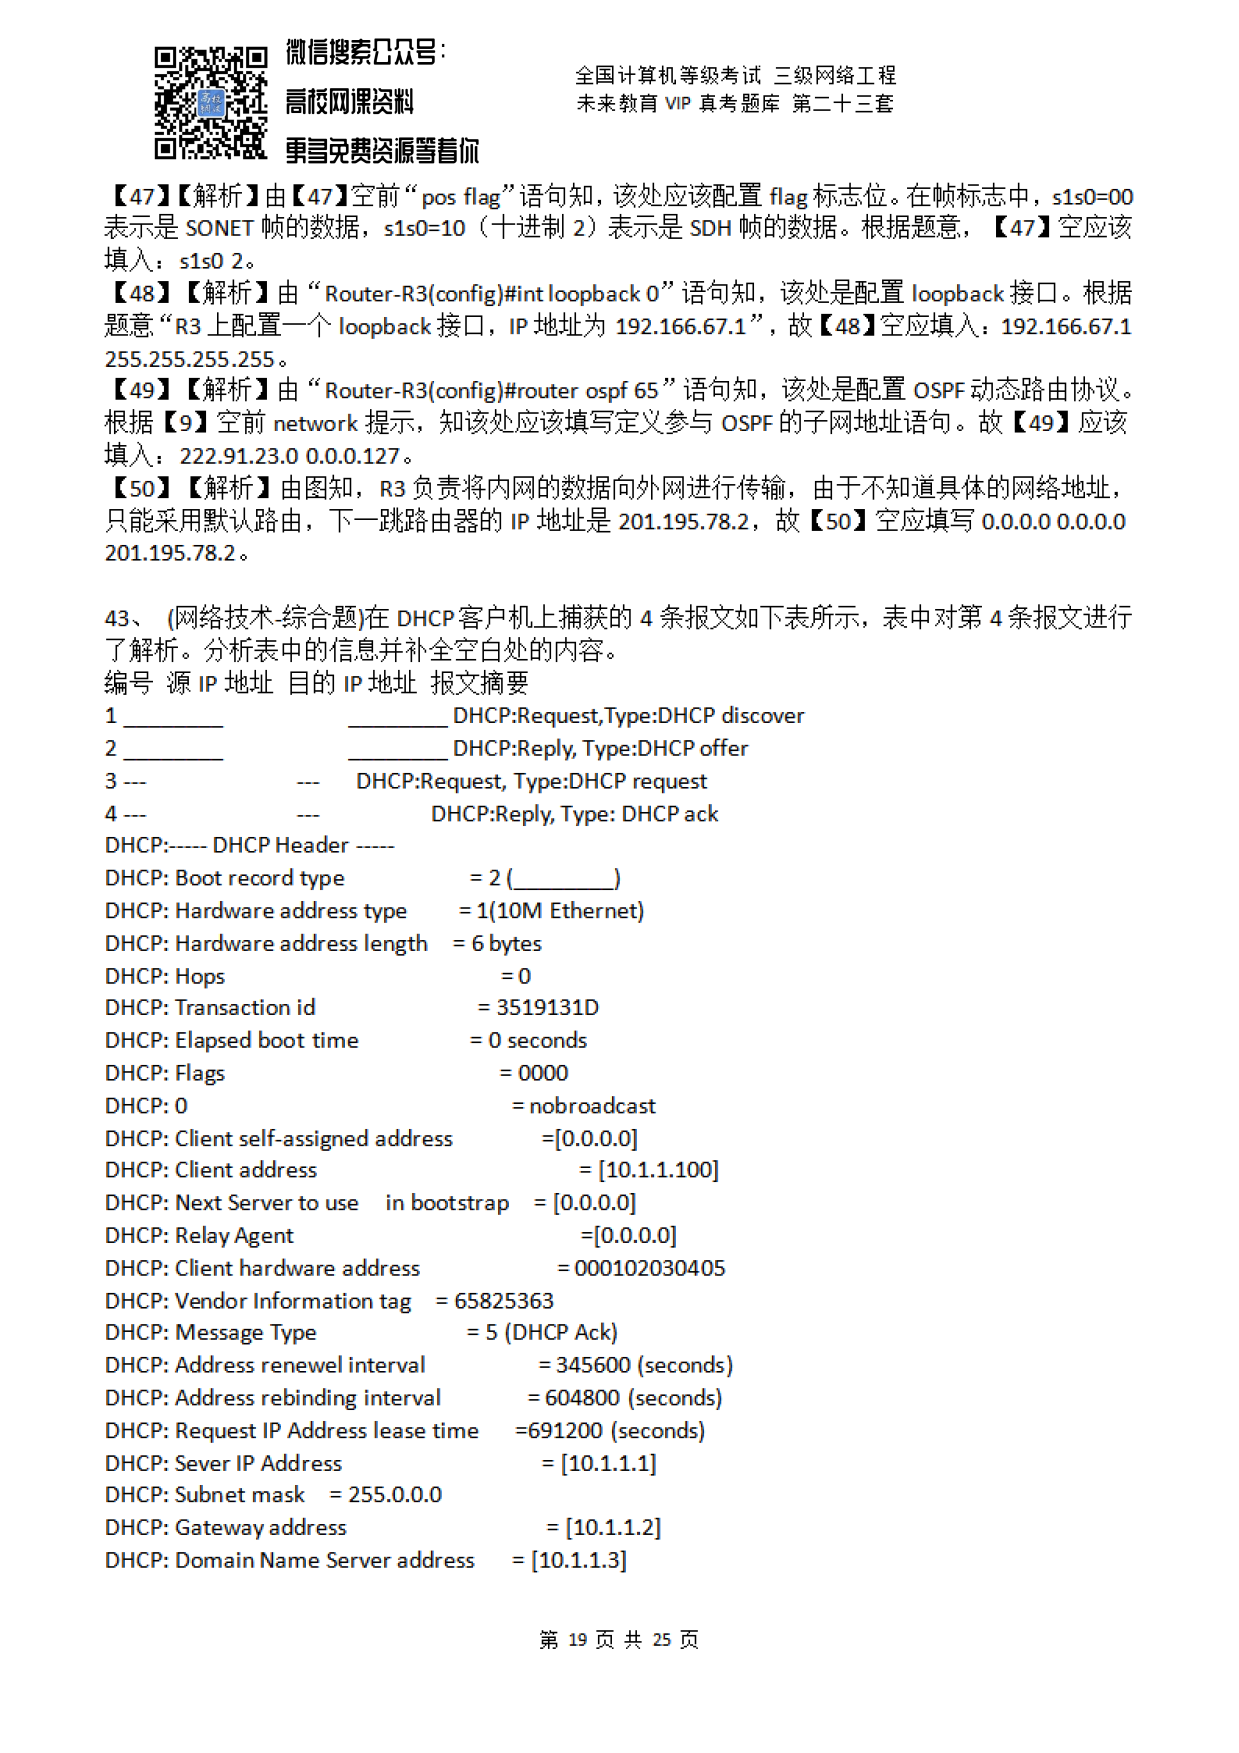 微信搜索公众号：
高校网课资料
更多免费资源等着你
全国计算机等级考试 三级网络工程
未来教育 VIP 真考题库 第二十三套
【47】【解析】由【47】空前“pos flag”语句知，该处应该配置 flag 标志位。在帧标志中，s1s0=00
表示是 SONET 帧的数据，s1s0=10（十进制 2）表示是 SDH 帧的数据。根据题意，【47】空应该
填入：s1s0 2。
【48】【解析】由“Router-R3(config)#int loopback 0”语句知，该处是配置 loopback 接口。根据
题意“R3 上配置一个 loopback 接口，IP 地址为 192.166.67.1”，故【48】空应填入：192.166.67.1
255.255.255.255。
【49】【解析】由“Router-R3(config)#router ospf 65”语句知，该处是配置 OSPF 动态路由协议。
根据【9】空前 network 提示，知该处应该填写定义参与 OSPF 的子网地址语句。故【49】应该
填入：222.91.23.0 0.0.0.127。
【50】【解析】由图知，R3 负责将内网的数据向外网进行传输，由于不知道具体的网络地址，
只能采用默认路由，下一跳路由器的 IP 地址是 201.195.78.2，故【50】空应填写 0.0.0.0 0.0.0.0
201.195.78.2。
43、 (网络技术-综合题)在 DHCP 客户机上捕获的 4 条报文如下表所示，表中对第 4 条报文进行
了解析。分析表中的信息并补全空白处的内容。
编号 源 IP 地址 目的 IP 地址 报文摘要
1 ________ ________ DHCP:Request,Type:DHCP discover
2 ________ ________ DHCP:Reply, Type:DHCP offer
3 --- --- DHCP:Request, Type:DHCP request
4 --- --- DHCP:Reply, Type: DHCP ack
DHCP:----- DHCP Header -----
DHCP: Boot record type = 2 (________)
DHCP: Hardware address type = 1(10M Ethernet)
DHCP: Hardware address length = 6 bytes
DHCP: Hops = 0
DHCP: Transaction id = 3519131D
DHCP: Elapsed boot time = 0 seconds
DHCP: Flags = 0000
DHCP: 0 = nobroadcast
DHCP: Client self-assigned address =[0.0.0.0]
DHCP: Client address = [10.1.1.100]
DHCP: Next Server to use in bootstrap = [0.0.0.0]
DHCP: Relay Agent =[0.0.0.0]
DHCP: Client hardware address = 000102030405
DHCP: Vendor Information tag = 65825363
DHCP: Message Type = 5 (DHCP Ack)
DHCP: Address renewel interval = 345600 (seconds)
DHCP: Address rebinding interval = 604800 (seconds)
DHCP: Request IP Address lease time =691200 (seconds)
DHCP: Sever IP Address = [10.1.1.1]
DHCP: Subnet mask = 255.0.0.0
DHCP: Gateway address = [10.1.1.2]
DHCP: Domain Name Server address = [10.1.1.3]
第 19 页 共 25 页